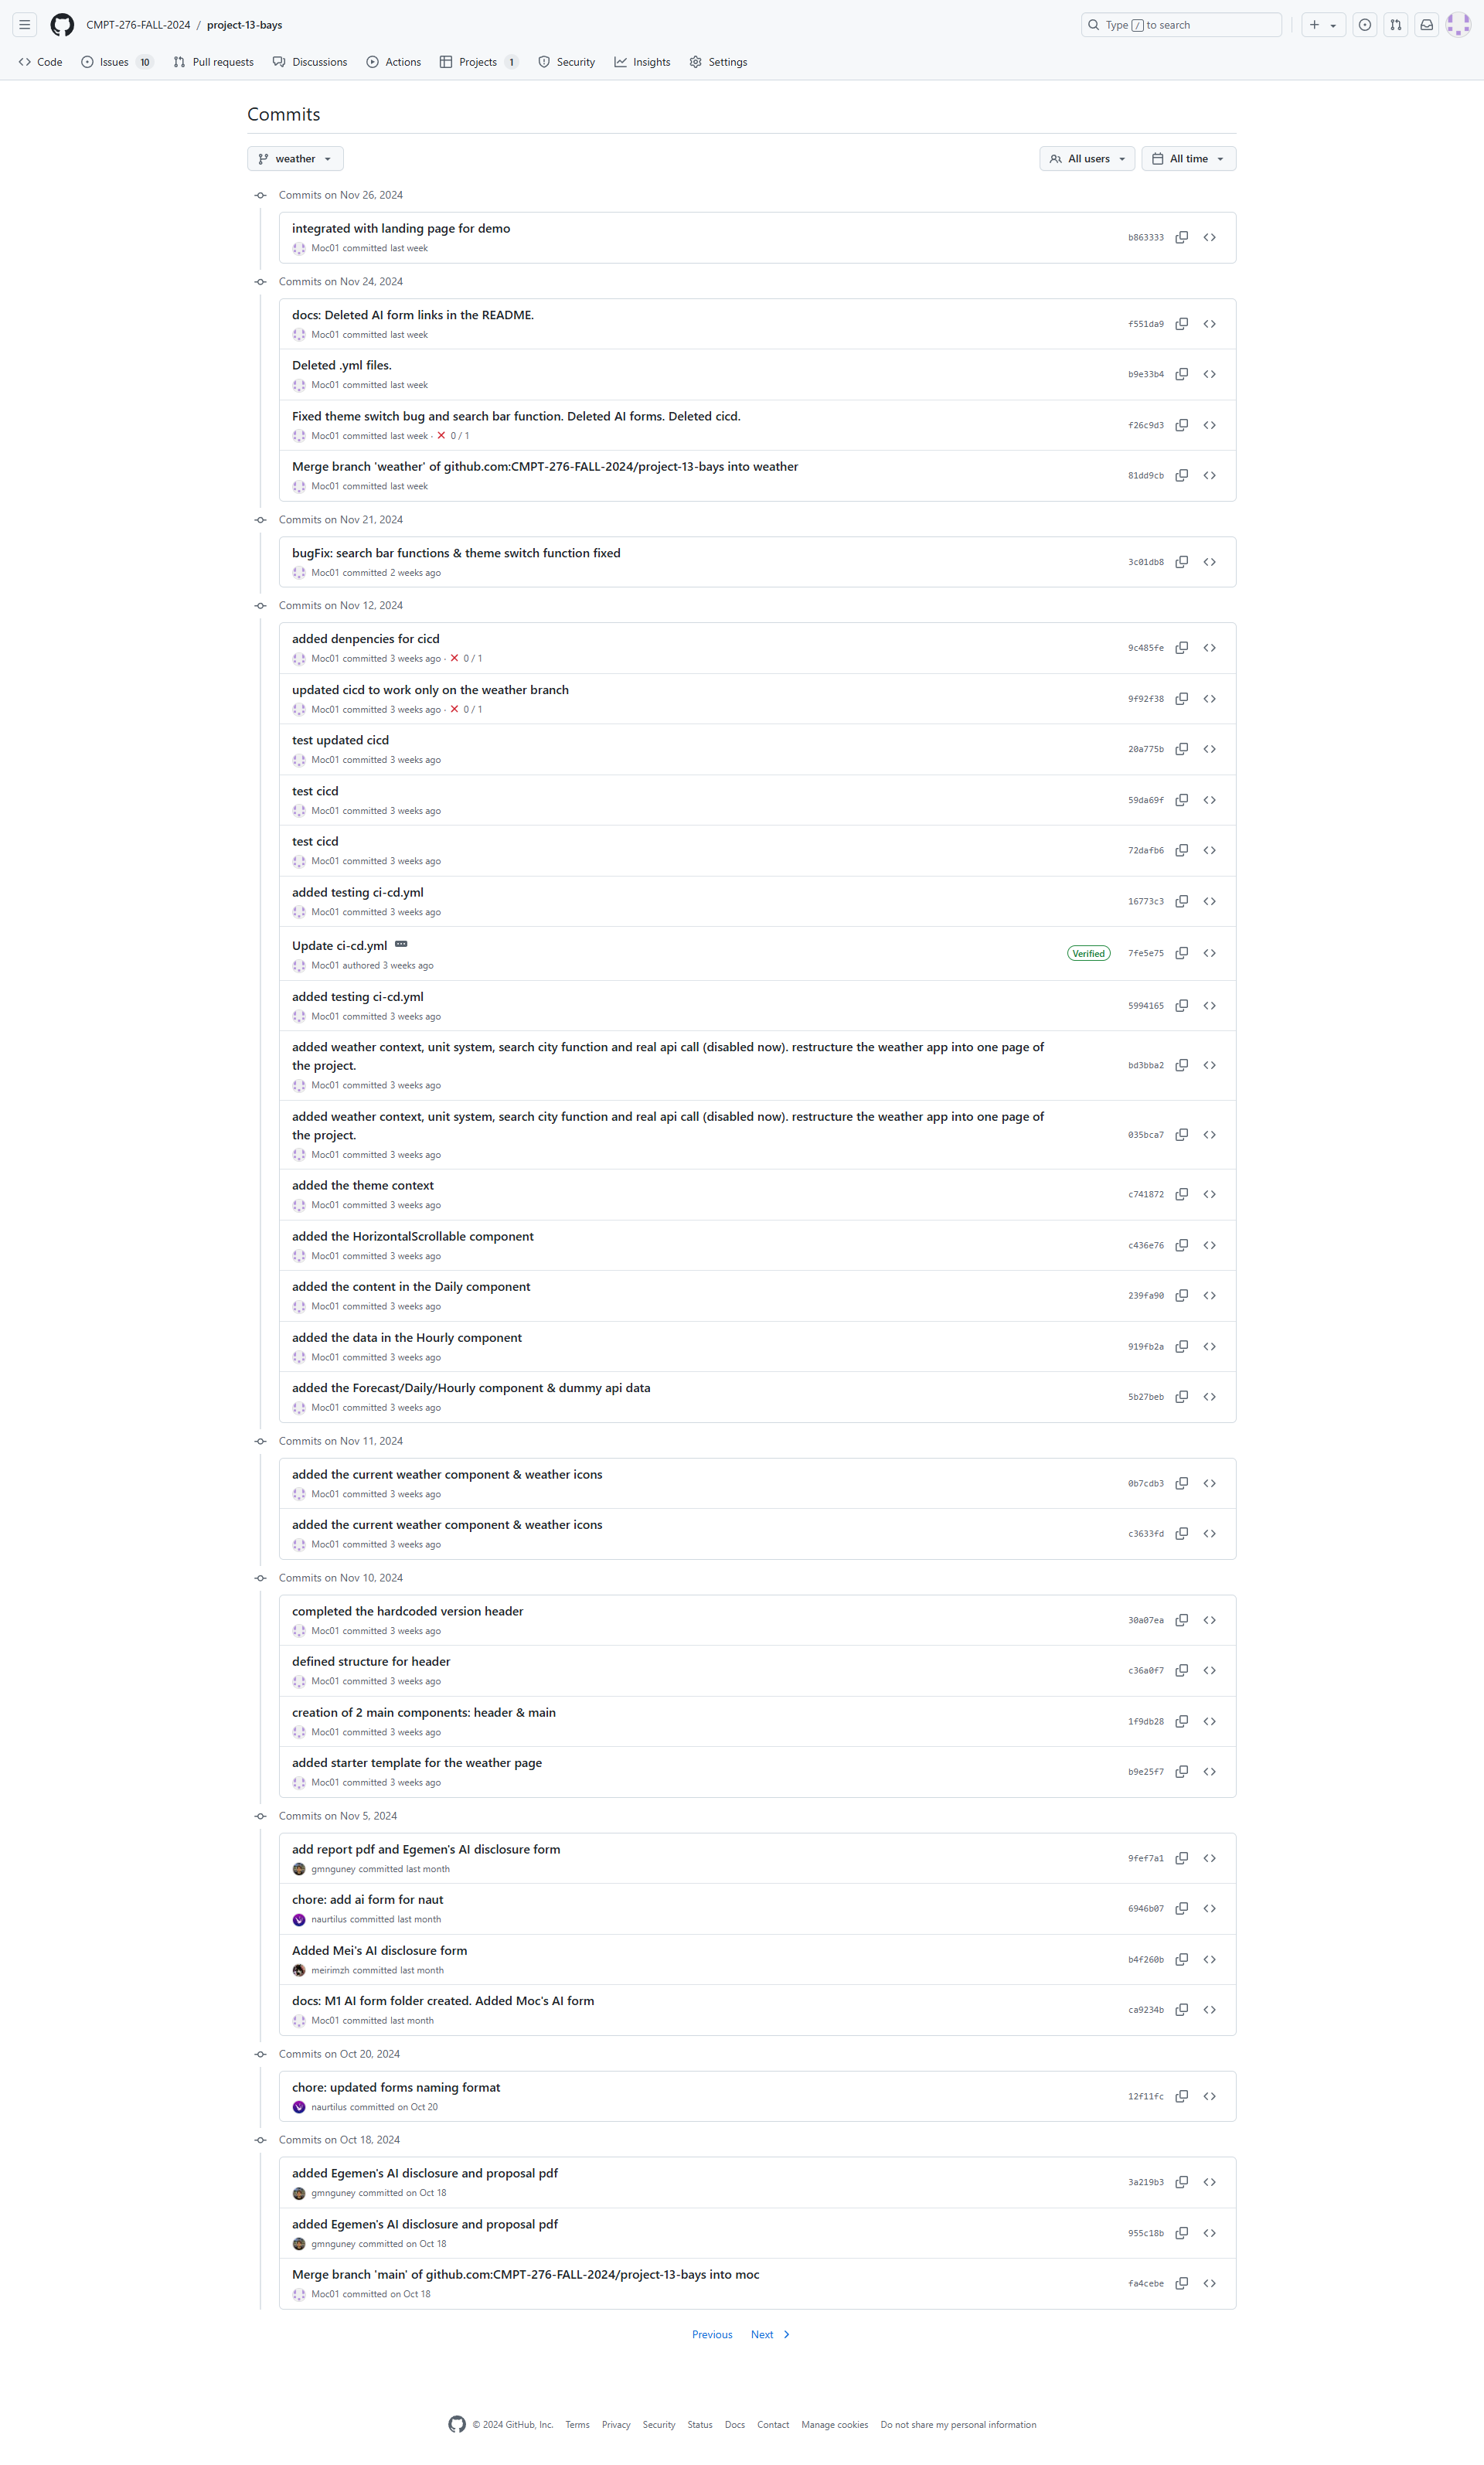 CMPT-276-FALL-2024 / project-13-bays
Type / to search
Code
Issues 10
Pull requests
Discussions
Actions
Projects 1
Security
Insights
Settings
Commits
weather
All users
All time
Commits on Nov 26, 2024
integrated with landing page for demo
Moc01 committed last week
b863333
Commits on Nov 24, 2024
docs: Deleted AI form links in the README.
Moc01 committed last week
f551da9
Deleted .yml files.
Moc01 committed last week
b9e33b4
Fixed theme switch bug and search bar function. Deleted AI forms. Deleted cicd.
Moc01 committed last week · 0 / 1
f26c9d3
Merge branch 'weather' of github.com:CMPT-276-FALL-2024/project-13-bays into weather
Moc01 committed last week
81dd9cb
Commits on Nov 21, 2024
bugFix: search bar functions & theme switch function fixed
Moc01 committed 2 weeks ago
3c01db8
Commits on Nov 12, 2024
added denpencies for cicd
Moc01 committed 3 weeks ago · 0 / 1
9c485fe
updated cicd to work only on the weather branch
Moc01 committed 3 weeks ago · 0 / 1
9f92f38
test updated cicd
Moc01 committed 3 weeks ago
20a775b
test cicd
Moc01 committed 3 weeks ago
59da69f
test cicd
Moc01 committed 3 weeks ago
72dafb6
added testing ci-cd.yml
Moc01 committed 3 weeks ago
16773c3
Update ci-cd.yml
Moc01 authored 3 weeks ago
Verified
7fe5e75
added testing ci-cd.yml
Moc01 committed 3 weeks ago
5994165
added weather context, unit system, search city function and real api call (disabled now). restructure the weather app into one page of
the project.
Moc01 committed 3 weeks ago
bd3bba2
added weather context, unit system, search city function and real api call (disabled now). restructure the weather app into one page of
the project.
Moc01 committed 3 weeks ago
035bca7
added the theme context
Moc01 committed 3 weeks ago
c741872
added the HorizontalScrollable component
Moc01 committed 3 weeks ago
c436e76
added the content in the Daily component
Moc01 committed 3 weeks ago
239fa90
added the data in the Hourly component
Moc01 committed 3 weeks ago
919fb2a
added the Forecast/Daily/Hourly component & dummy api data
Moc01 committed 3 weeks ago
5b27beb
Commits on Nov 11, 2024
added the current weather component & weather icons
Moc01 committed 3 weeks ago
0b7cdb3
added the current weather component & weather icons
Moc01 committed 3 weeks ago
c3633fd
Commits on Nov 10, 2024
completed the hardcoded version header
Moc01 committed 3 weeks ago
30a07ea
defined structure for header
Moc01 committed 3 weeks ago
c36a0f7
creation of 2 main components: header & main
Moc01 committed 3 weeks ago
1f9db28
added starter template for the weather page
Moc01 committed 3 weeks ago
b9e25f7
Commits on Nov 5, 2024
add report pdf and Egemen's AI disclosure form
gmnguney committed last month
9fef7a1
chore: add ai form for naut
naurtilus committed last month
6946b07
Added Mei's AI disclosure form
meirimzh committed last month
b4f260b
docs: M1 AI form folder created. Added Moc's AI form
Moc01 committed last month
ca9234b
Commits on Oct 20, 2024
chore: updated forms naming format
naurtilus committed on Oct 20
12f11fc
Commits on Oct 18, 2024
added Egemen's AI disclosure and proposal pdf
gmnguney committed on Oct 18
3a219b3
added Egemen's AI disclosure and proposal pdf
gmnguney committed on Oct 18
955c18b
Merge branch 'main' of github.com:CMPT-276-FALL-2024/project-13-bays into moc
Moc01 committed on Oct 18
fa4cebe
Previous Next
© 2024 GitHub, Inc. Terms Privacy Security Status Docs Contact Manage cookies Do not share my personal information